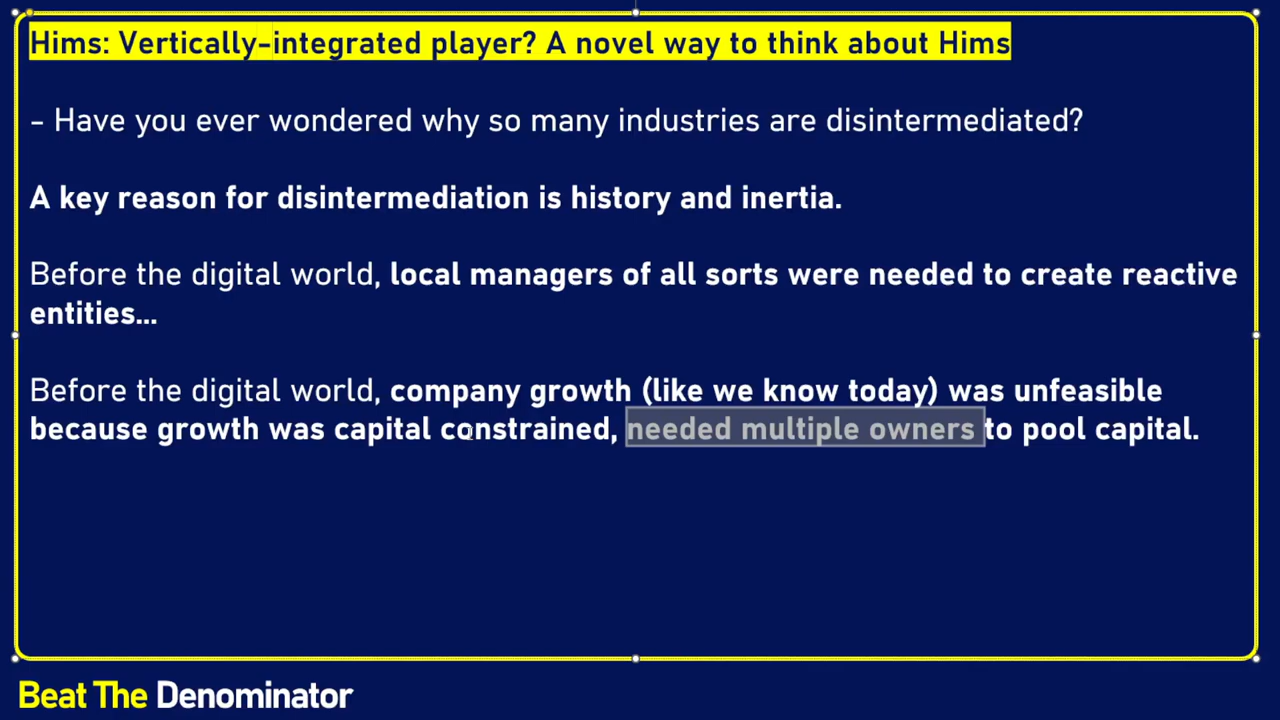 Hims: Vertically-integrated player? A novel way to think about Hims
- Have you ever wondered why so many industries are disintermediated?
A key reason for disintermediation is history and inertia.
Before the digital world, local managers of all sorts were needed to create reactive
entities...
Before the digital world, company growth (like we know today) was unfeasible
because growth was capital constrained, needed multiple owners to pool capital.
Beat The Denominator